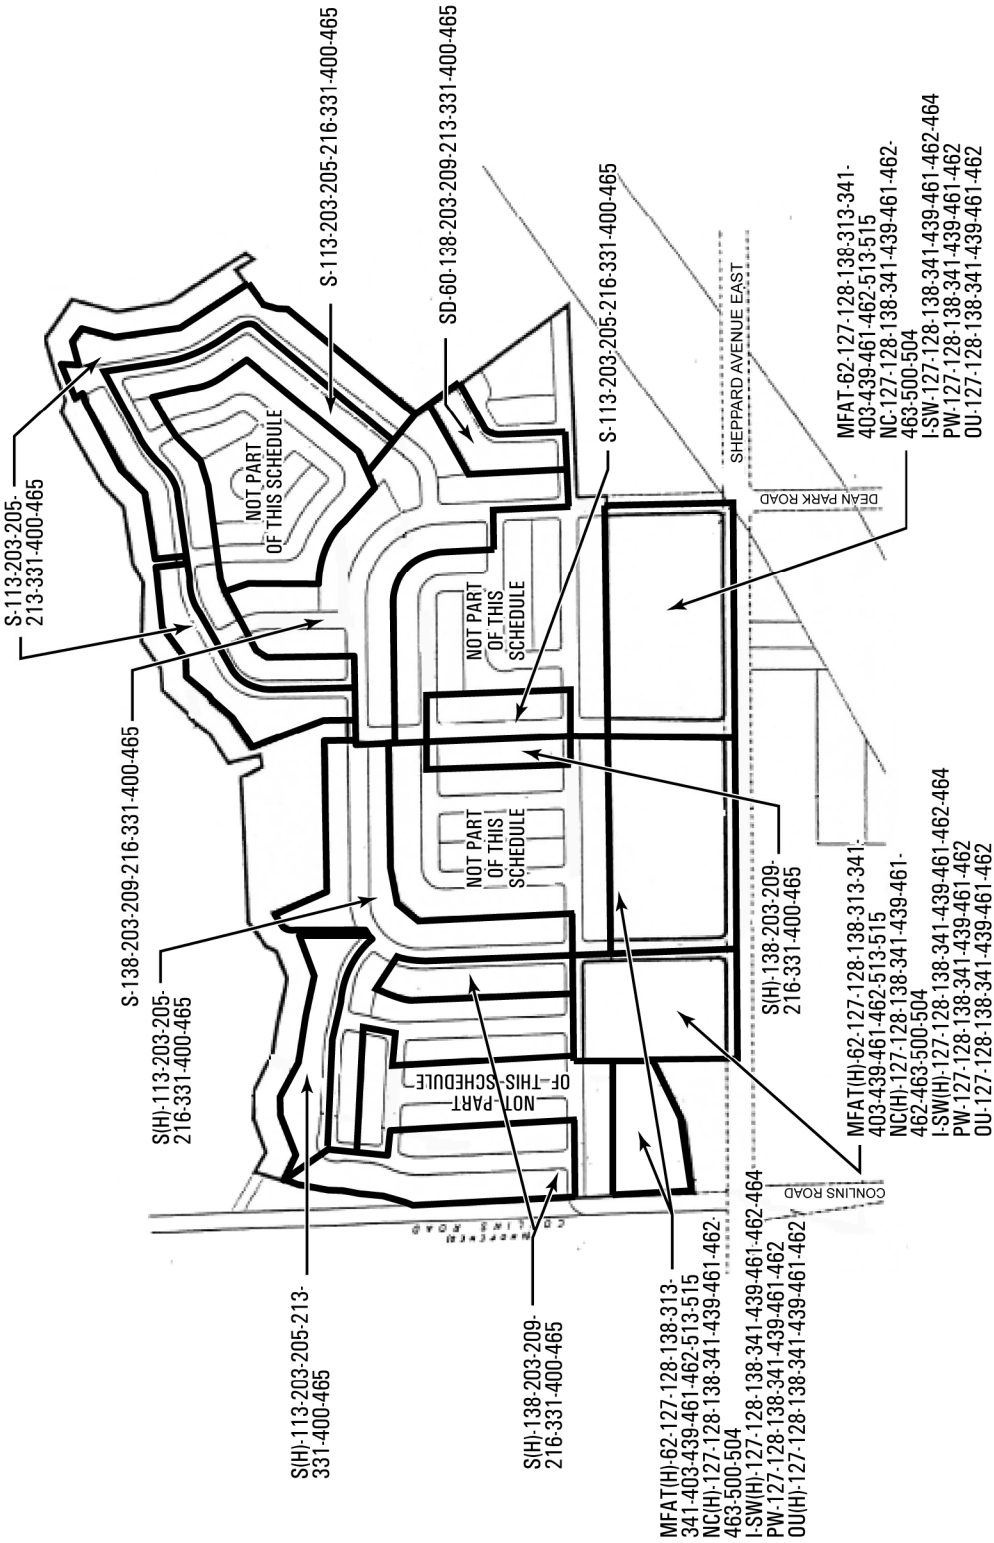 S-113-203-205-
213-331-400-465
S-138-203-209-216-331-400-465
S(H)-113-203-205-
216-331-400-465
S(H)-113-203-205-213-
331-400-465
S-113-203-205-216-331-400-465
NOT PART
OF THIS SCHEDULE
SD-60-138-203-209-213-331-400-465
S-113-203-205-216-331-400-465
NOT PART
OF THIS
SCHEDULE
NOT PART
OF THIS
SCHEDULE
NOT PART
OF THIS SCHEDULE
S(H)-138-203-209-
216-331-400-465
S(H)-138-203-209-
216-331-400-465
COLLINS ROAD
SHEPPARD AVENUE EAST
DEAN PARK ROAD
CONLINS ROAD
MFAT-62-127-128-138-313-341-
403-439-461-462-513-515
NC-127-128-138-341-439-461-462-
463-500-504
I-SW-127-128-138-341-439-461-462-464
PW-127-128-138-341-439-461-462
OU-127-128-138-341-439-461-462
MFAT(H)-62-127-128-138-313-341-
403-439-461-462-513-515
NC(H)-127-128-138-341-439-461-
462-463-500-504
I-SW(H)-127-128-138-341-439-461-462-464
PW-127-128-138-341-439-461-462
OU-127-128-138-341-439-461-462
MFAT(H)-62-127-128-138-313-
341-403-439-461-462-513-515
NC(H)-127-128-138-341-439-461-462-
463-500-504
I-SW(H)-127-128-138-341-439-461-462-464
PW-127-128-138-341-439-461-462
OU(H)-127-128-138-341-439-461-462